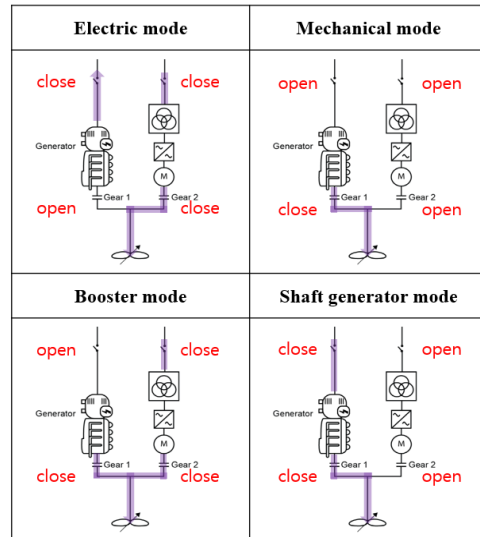 Electric mode
Mechanical mode
close
close
Generator
M
Gear 1
Gear 2
open
close
open
open
Generator
M
Gear 1
Gear 2
close
open
Booster mode
Shaft generator mode
open
close
Generator
M
Gear 1
Gear 2
close
close
close
open
Generator
M
Gear 1
Gear 2
close
open